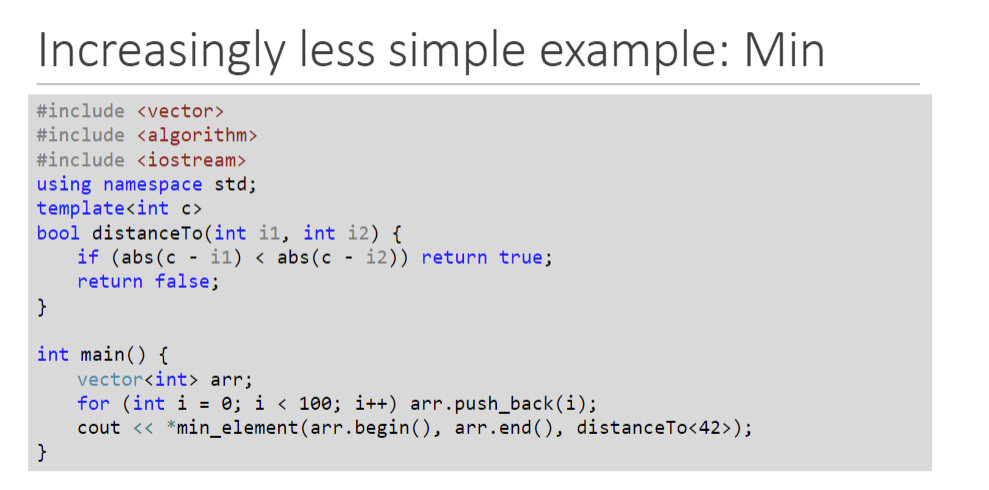 Increasingly less simple example: Min
#include <vector>
#include <algorithm>
#include <iostream>
using namespace std;
template<int c>
bool distanceTo(int i1, int i2) {
    if (abs(c - i1) < abs(c - i2)) return true;
    return false;
}
int main() {
    vector<int> arr;
    for (int i = 0; i < 100; i++) arr.push_back(i);
    cout << *min_element(arr.begin(), arr.end(), distanceTo<42>);
}